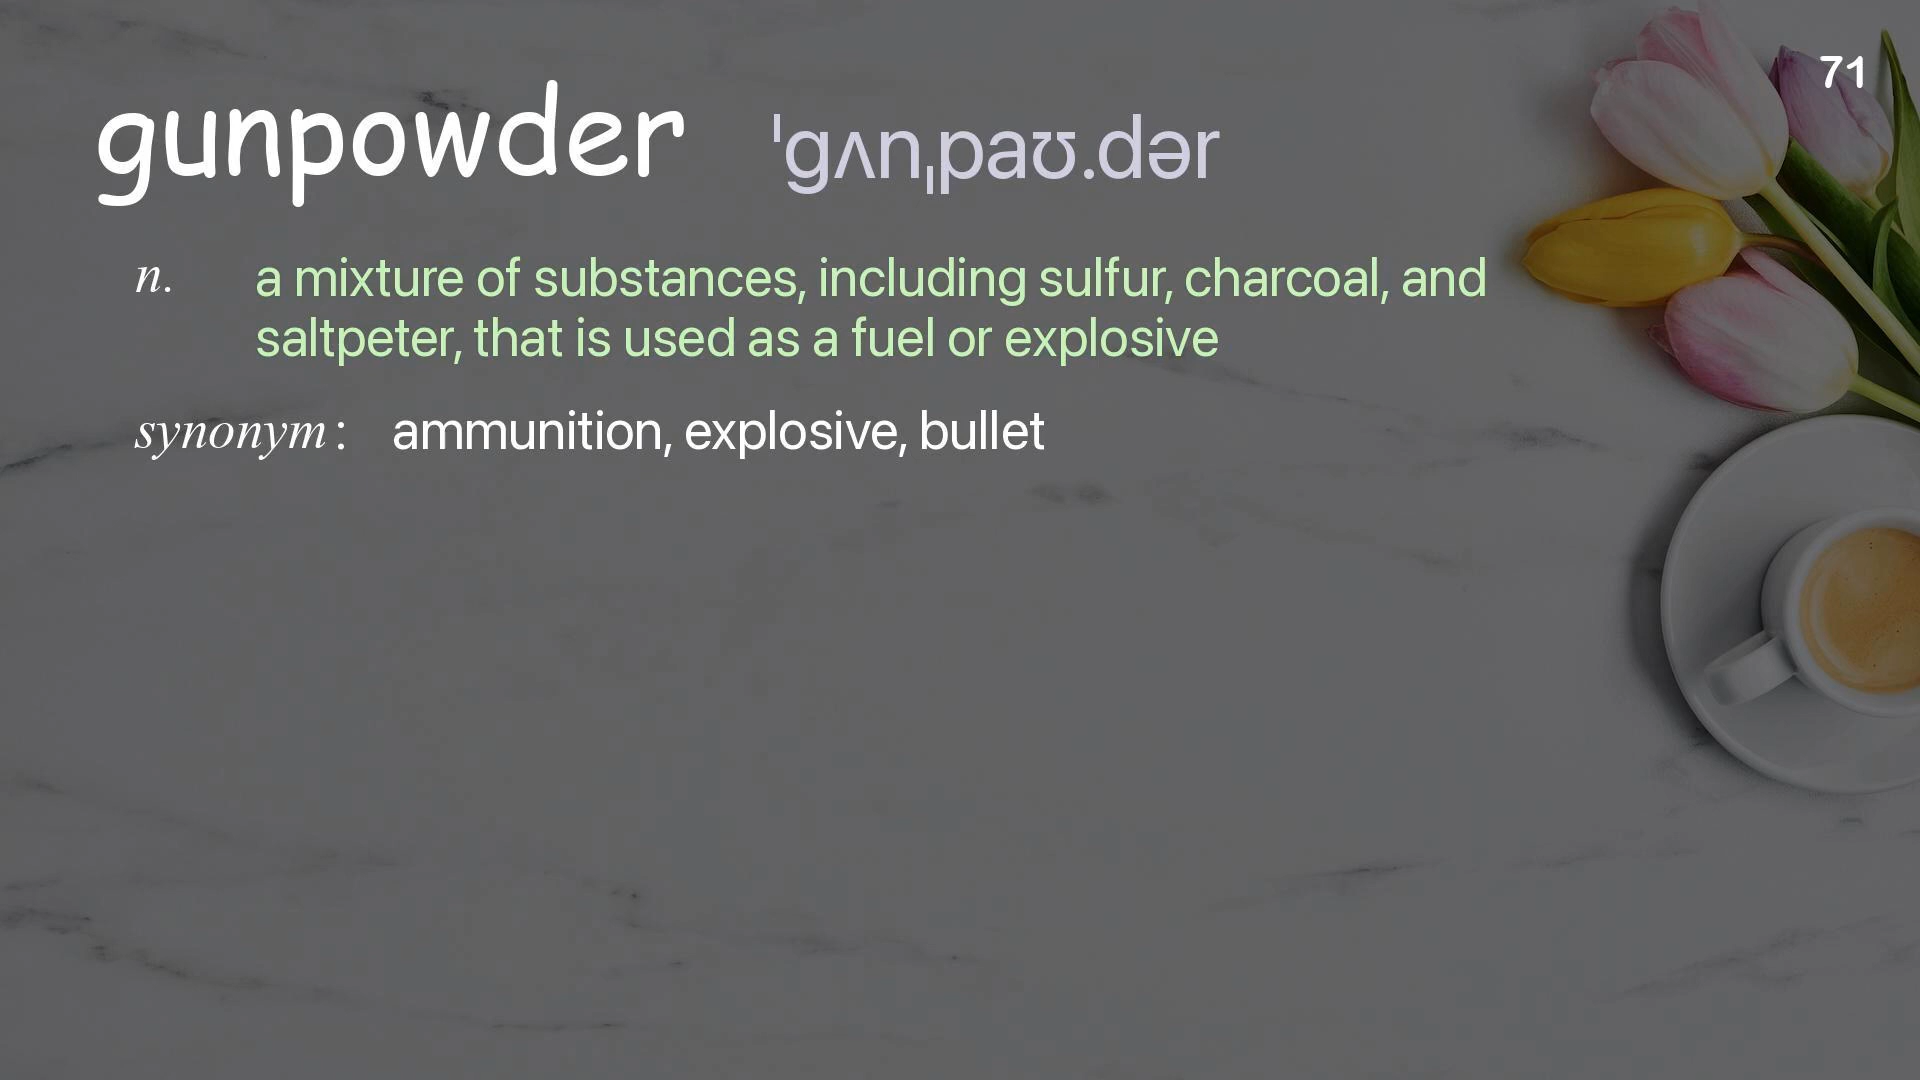 71
gunpowder ˈɡʌnˌpaʊ.dər
n. a mixture of substances, including sulfur, charcoal, and
saltpeter, that is used as a fuel or explosive
synonym: ammunition, explosive, bullet